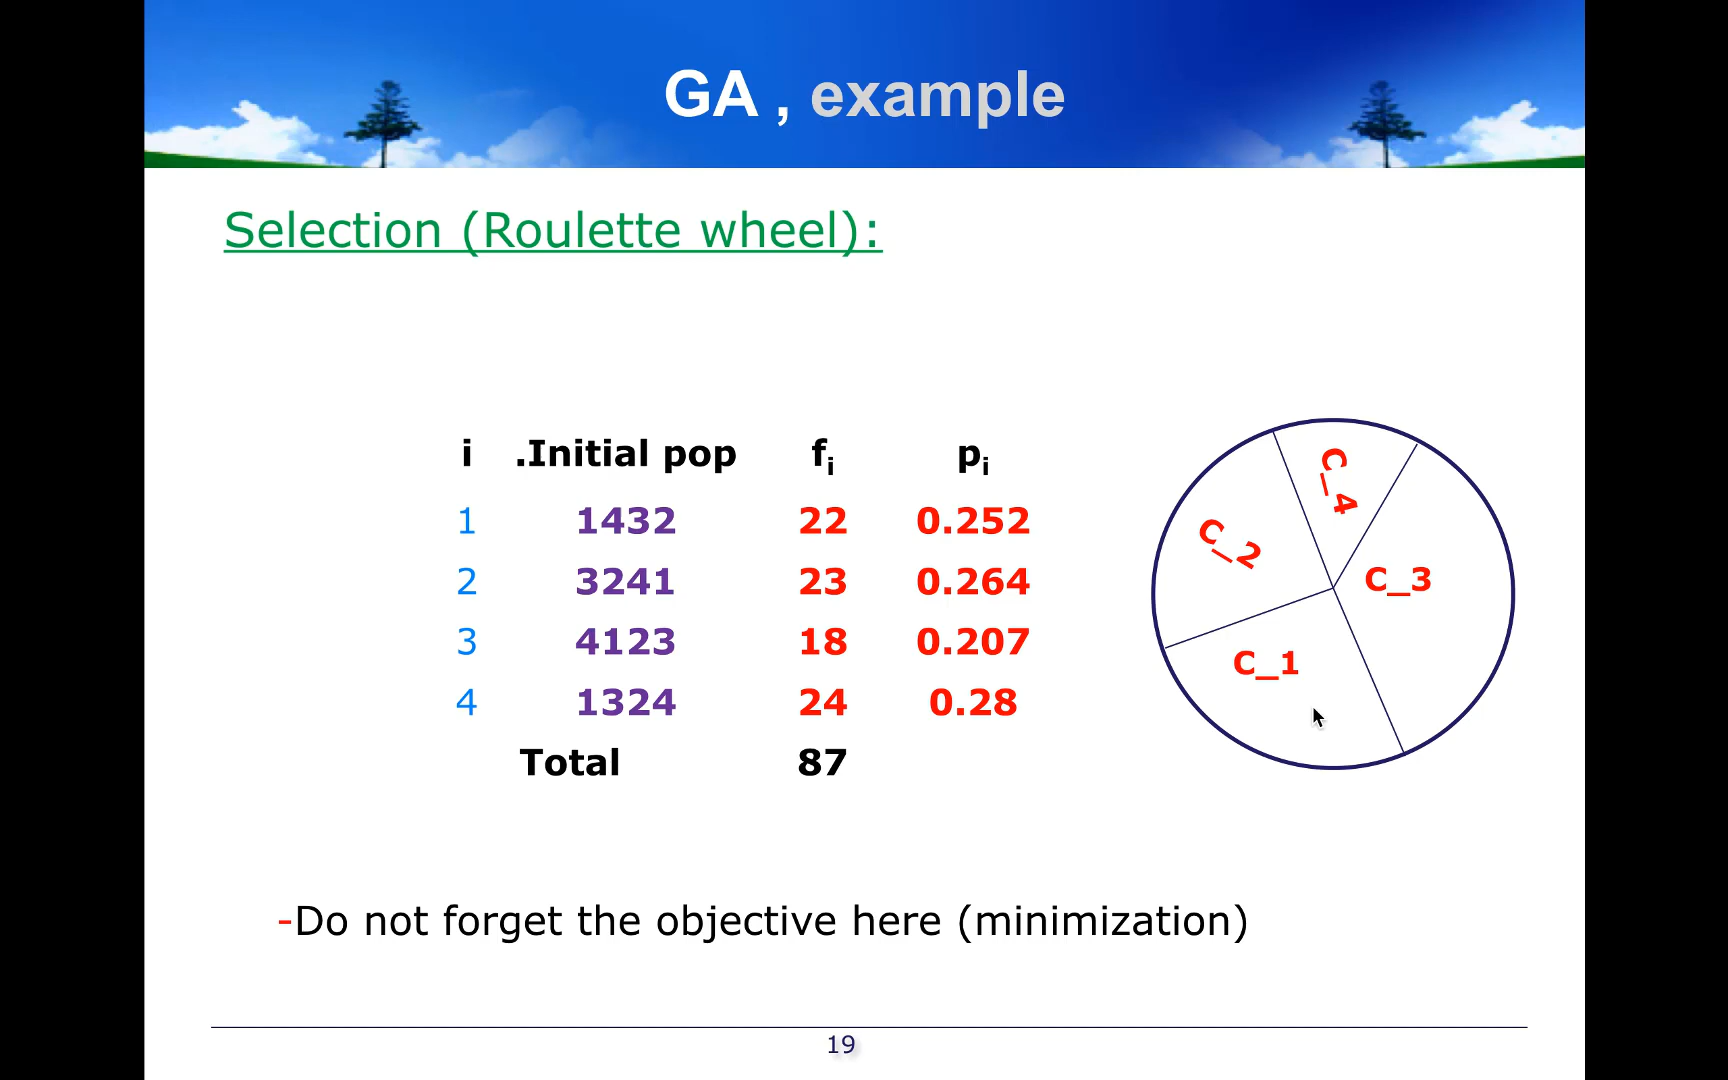 GA , example
Selection (Roulette wheel):
i .Initial pop fi pi
1 1432 22 0.252
2 3241 23 0.264
3 4123 18 0.207
4 1324 24 0.28
Total 87
C_4
C_2
C_3
C_1
-Do not forget the objective here (minimization)
19